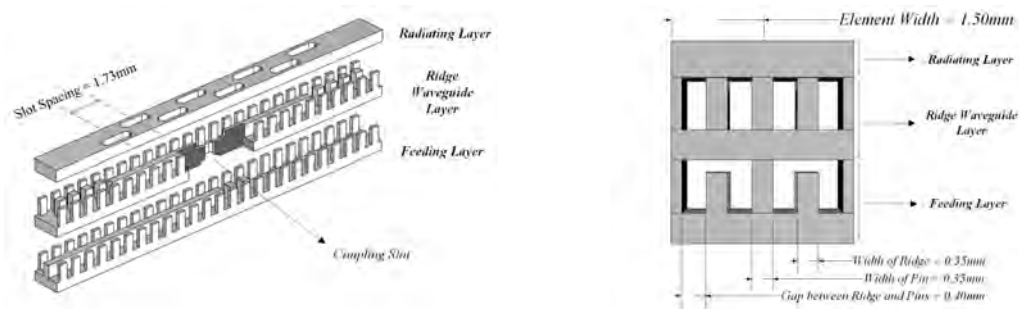 Radiating Layer
Ridge
Waveguide
Layer
Slot Spacing = 1.73mm
Feeding Layer
Coupling Slot
Element Width = 1.50mm
Radiating Layer
Ridge Waveguide
Layer
Feeding Layer
Width of Ridge = 0.35mm
Width of Pin = 0.35mm
Gap between Ridge and Pins = 0.40mm